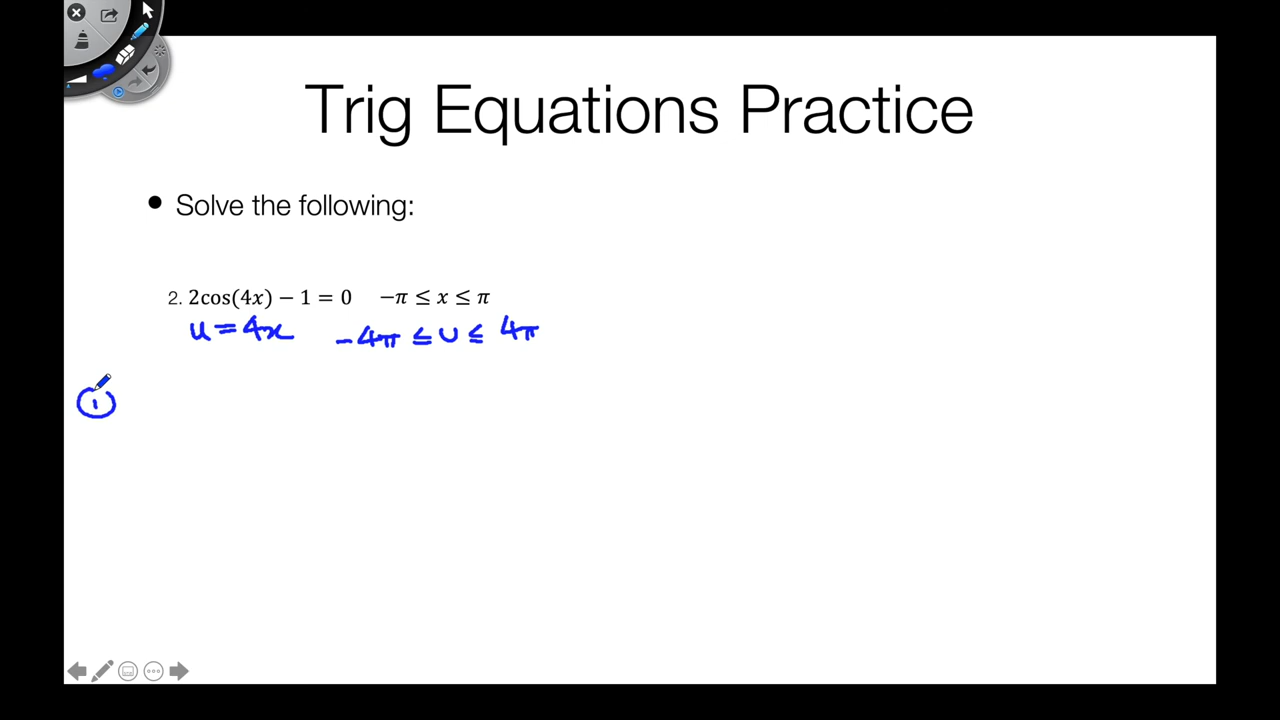 Trig Equations Practice
• Solve the following:
2. 2cos(4x) − 1 = 0 −π ≤ x ≤ π
u = 4x -4π ≤ u ≤ 4π
①